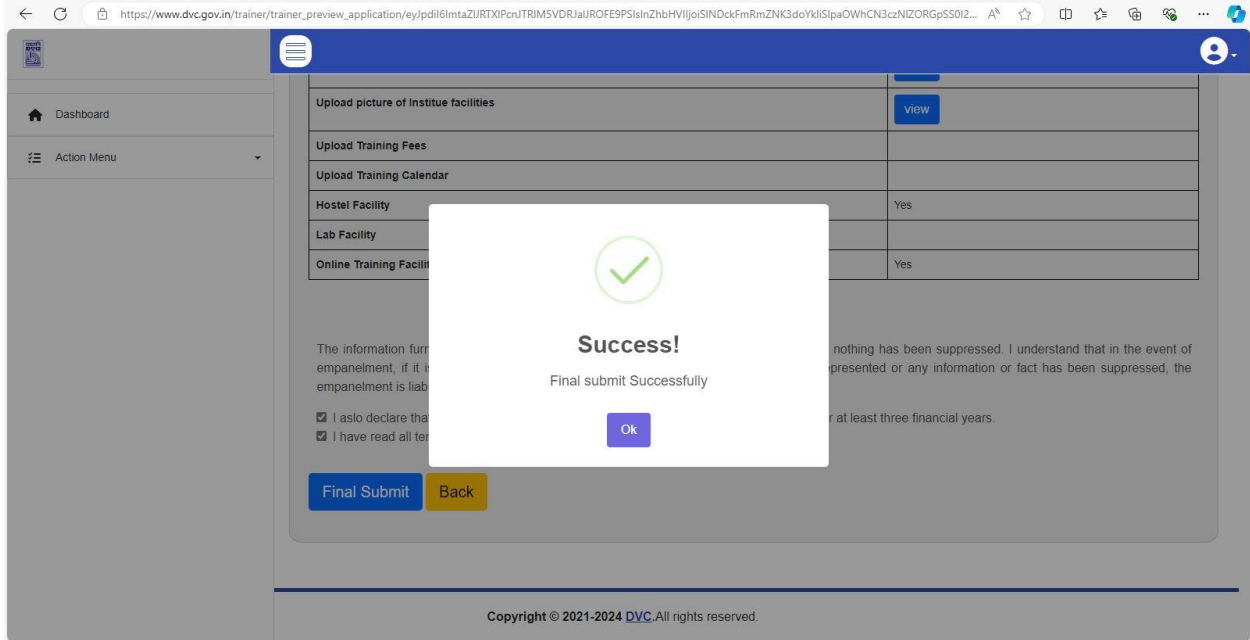 https://www.dvc.gov.in/trainer/trainer_preview_application/
Dashboard
Action Menu
Upload picture of Institue facilities
view
Upload Training Fees
Upload Training Calendar
Hostel Facility Yes
Lab Facility
Online Training Facilit Yes
Success!
Final submit Successfully
Ok
The information furn nothing has been suppressed. I understand that in the event of
empanelment, if it is presented or any information or fact has been suppressed, the
empanelment is liab
I aslo declare tha r at least three financial years.
I have read all ter
Final Submit Back
Copyright © 2021-2024 DVC.All rights reserved.